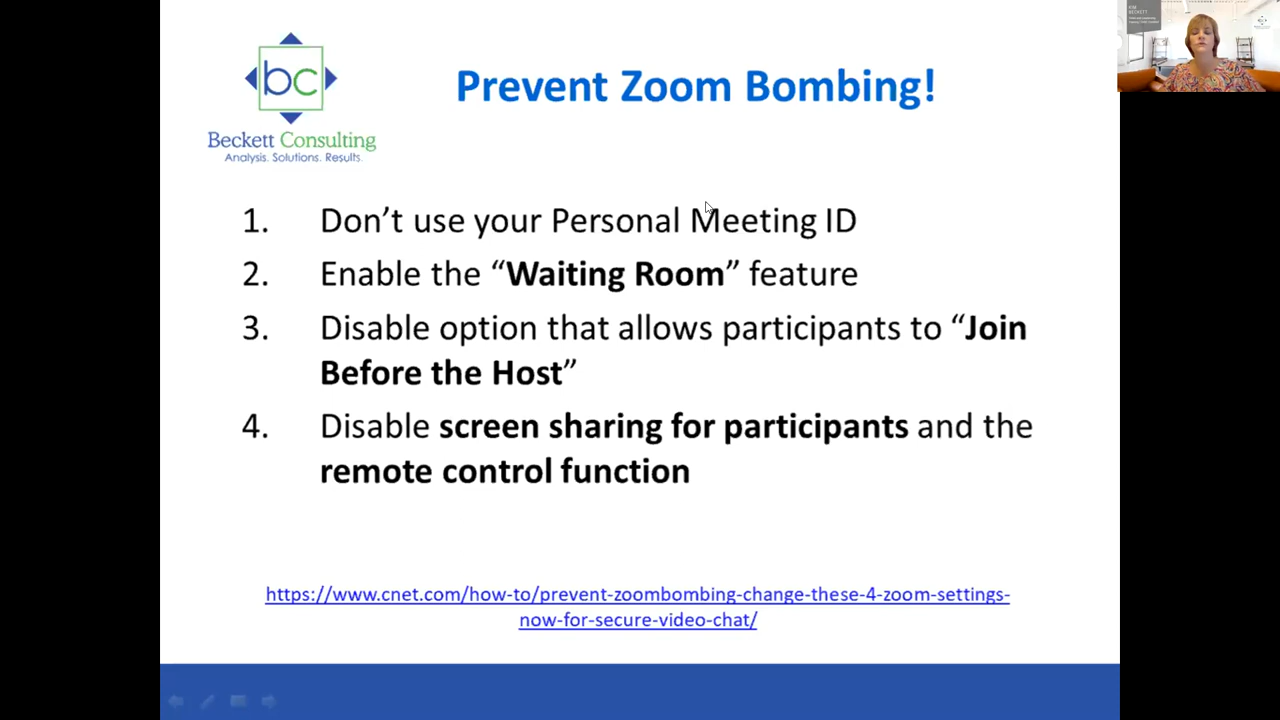 bc
Beckett Consulting
Analysis. Solutions. Results.
Prevent Zoom Bombing!
1. Don’t use your Personal Meeting ID
2. Enable the “Waiting Room” feature
3. Disable option that allows participants to “Join
Before the Host”
4. Disable screen sharing for participants and the
remote control function
https://www.cnet.com/how-to/prevent-zoombombing-change-these-4-zoom-settings-
now-for-secure-video-chat/
BECKETT